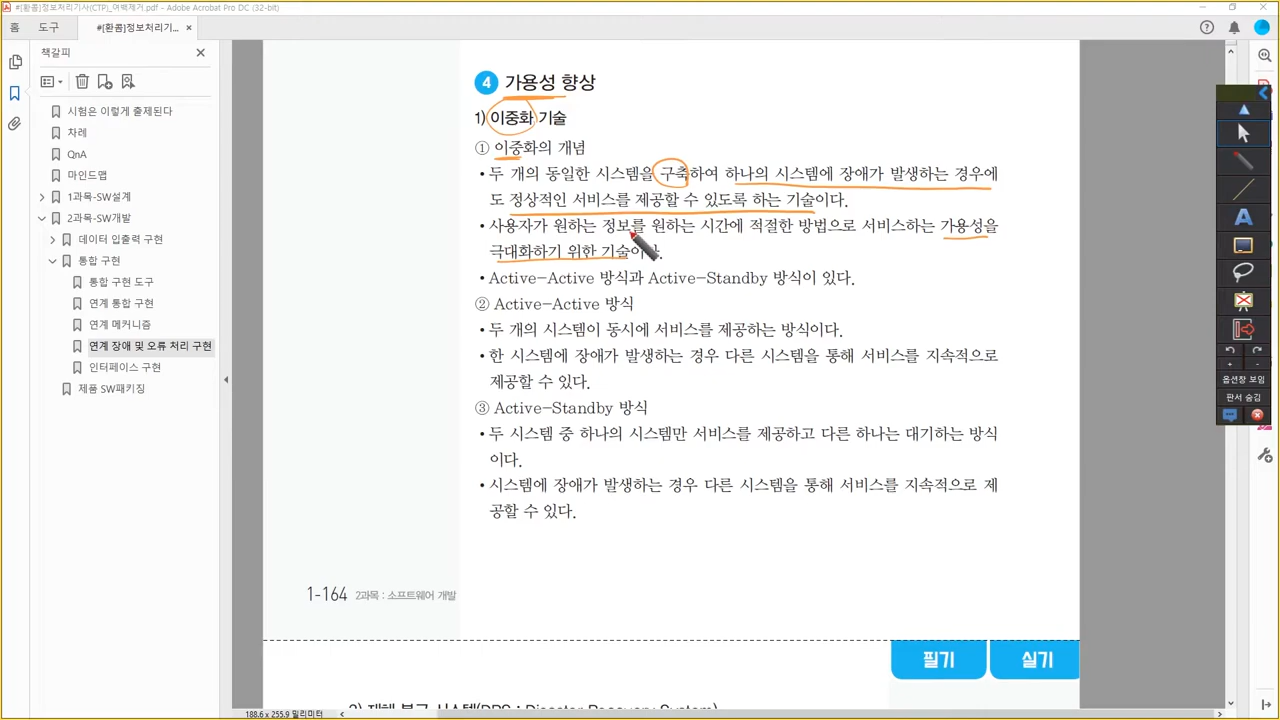 #[환콤]정보처리기사(CTP)_여백제거.pdf - Adobe Acrobat Pro DC (32-bit)
홈 도구 #[환콤]정보처리기... ×
책갈피
시험은 이렇게 출제된다
차례
QnA
마인드맵
1과목-SW설계
2과목-SW개발
데이터 입출력 구현
통합 구현
통합 구현 도구
연계 통합 구현
연계 메커니즘
연계 장애 및 오류 처리 구현
인터페이스 구현
제품 SW패키징
4 가용성 향상
1) 이중화 기술
① 이중화의 개념
• 두 개의 동일한 시스템을 구축하여 하나의 시스템에 장애가 발생하는 경우에
도 정상적인 서비스를 제공할 수 있도록 하는 기술이다.
• 사용자가 원하는 정보를 원하는 시간에 적절한 방법으로 서비스하는 가용성을
극대화하기 위한 기술이다.
• Active-Active 방식과 Active-Standby 방식이 있다.
② Active-Active 방식
• 두 개의 시스템이 동시에 서비스를 제공하는 방식이다.
• 한 시스템에 장애가 발생하는 경우 다른 시스템을 통해 서비스를 지속적으로
제공할 수 있다.
③ Active-Standby 방식
• 두 시스템 중 하나의 시스템만 서비스를 제공하고 다른 하나는 대기하는 방식
이다.
• 시스템에 장애가 발생하는 경우 다른 시스템을 통해 서비스를 지속적으로 제
공할 수 있다.
1-164 2과목 : 소프트웨어 개발
필기 실기
2) 재해 복구 시스템(DRS : Disaster Recovery System)
188.6 x 255.9 밀리미터
옵션창 보임
판서 숨김